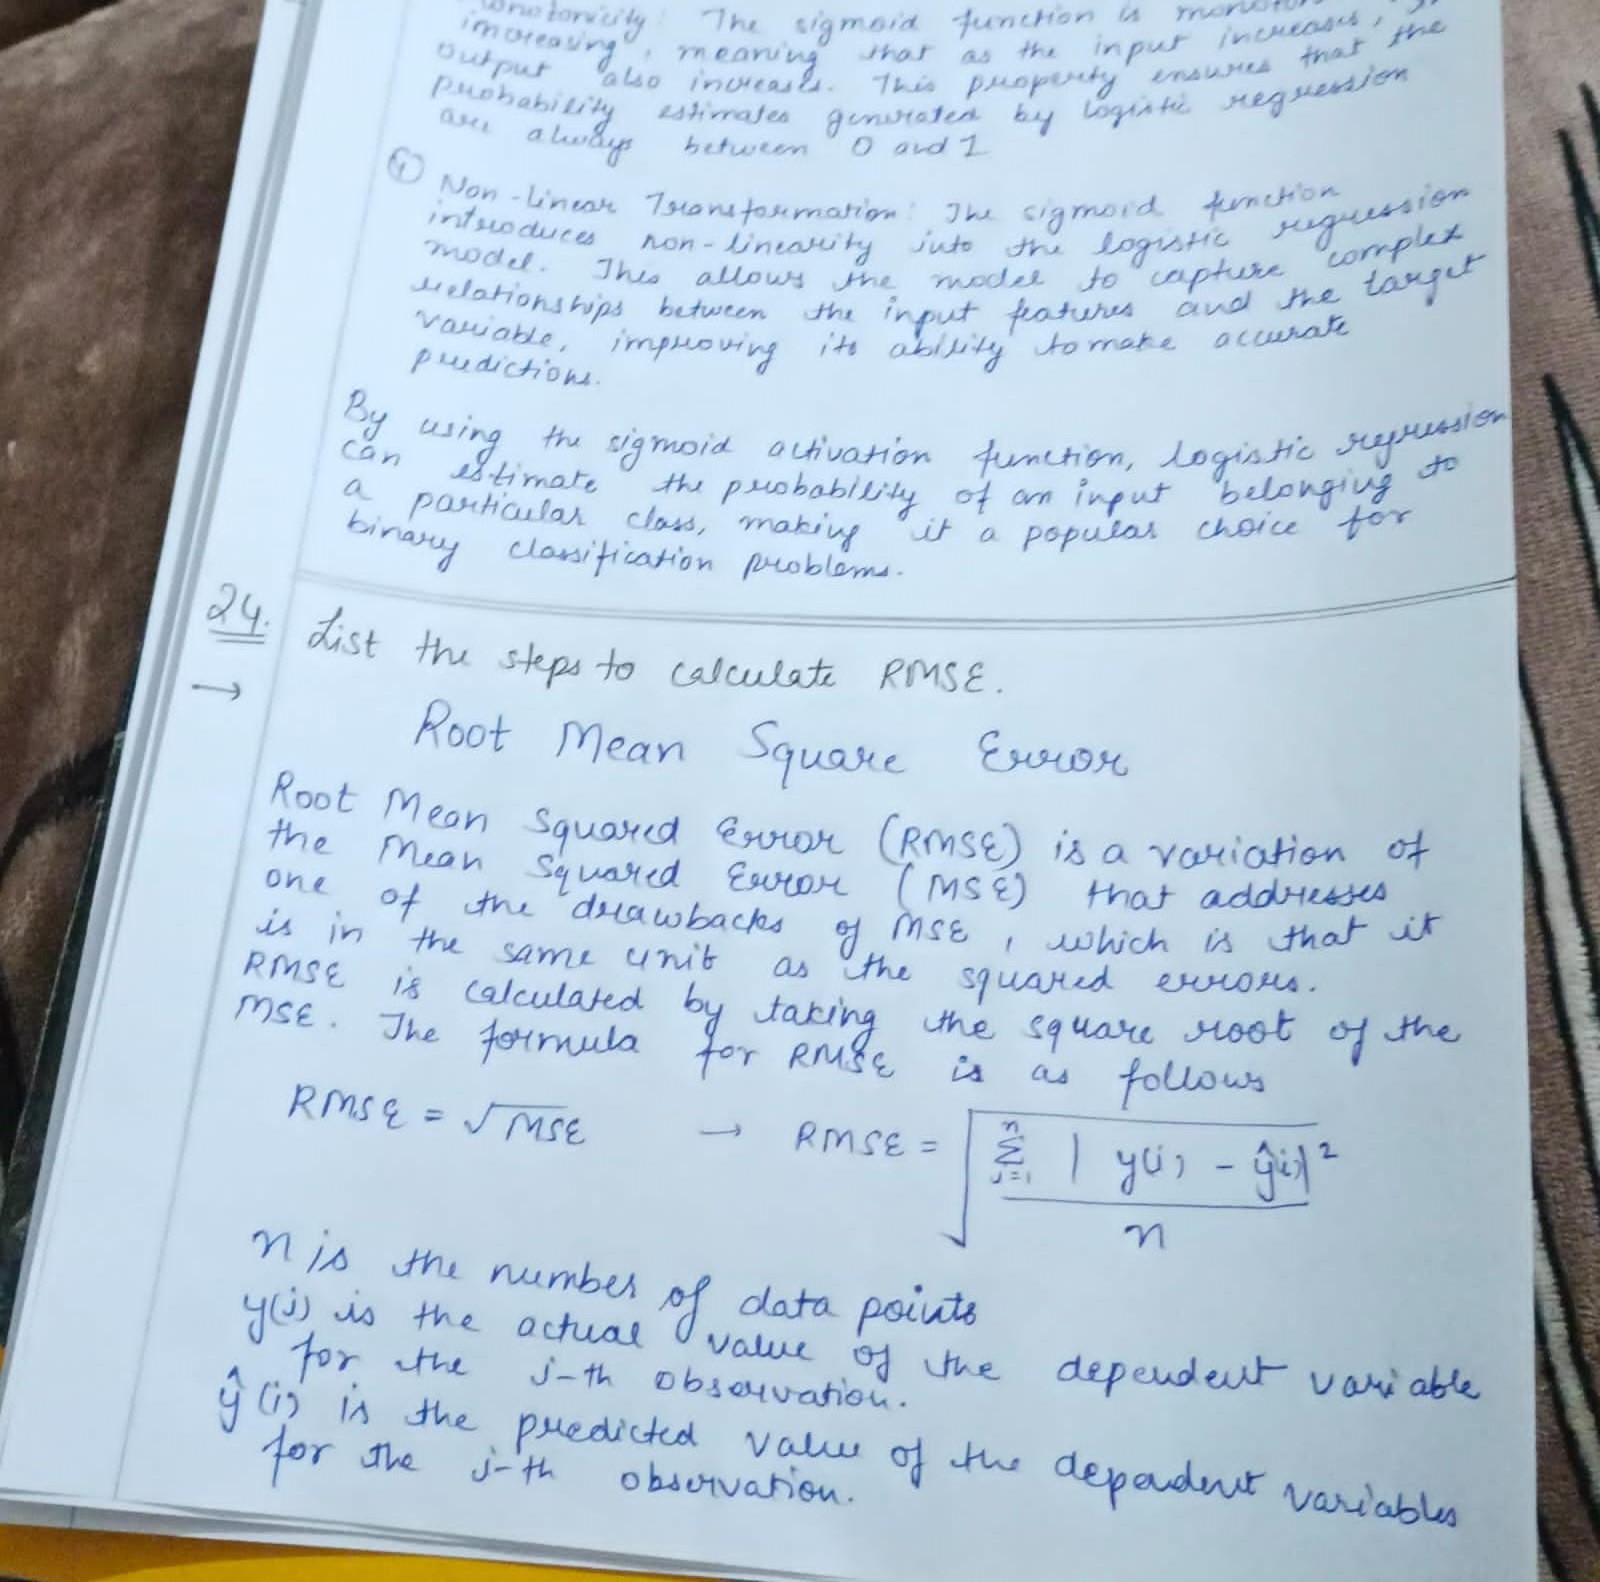 The sigmoid function is
increasing, meaning that as the input increases,
output also increases. This property ensures that the
probability estimates generated by logistic regression
are always between 0 and 1
④ Non-linear Transformation: The sigmoid function
introduces non-linearity into the logistic regression
model. This allows the model to capture complex
relationships between the input features and the target
variable, improving its ability to make accurate
predictions.
By using the sigmoid activation function, logistic regression
can estimate the probability of an input belonging to
a particular class, making it a popular choice for
binary classification problems.
24. List the steps to calculate RMSE.
→ Root Mean Square Error
Root Mean Squared Error (RMSE) is a variation of
the Mean Squared Error (MSE) that addresses
one of the drawbacks of MSE, which is that it
is in the same unit as the squared errors.
RMSE is calculated by taking the square root of the
MSE. The formula for RMSE is as follows
RMSE = √MSE → RMSE = √(n Σ j=1 | y(i) - ŷ(i)|² / n)
n is the number of data points
y(i) is the actual value of the dependent variable
for the j-th observation.
ŷ(i) is the predicted value of the dependent variables
for the j-th observation.